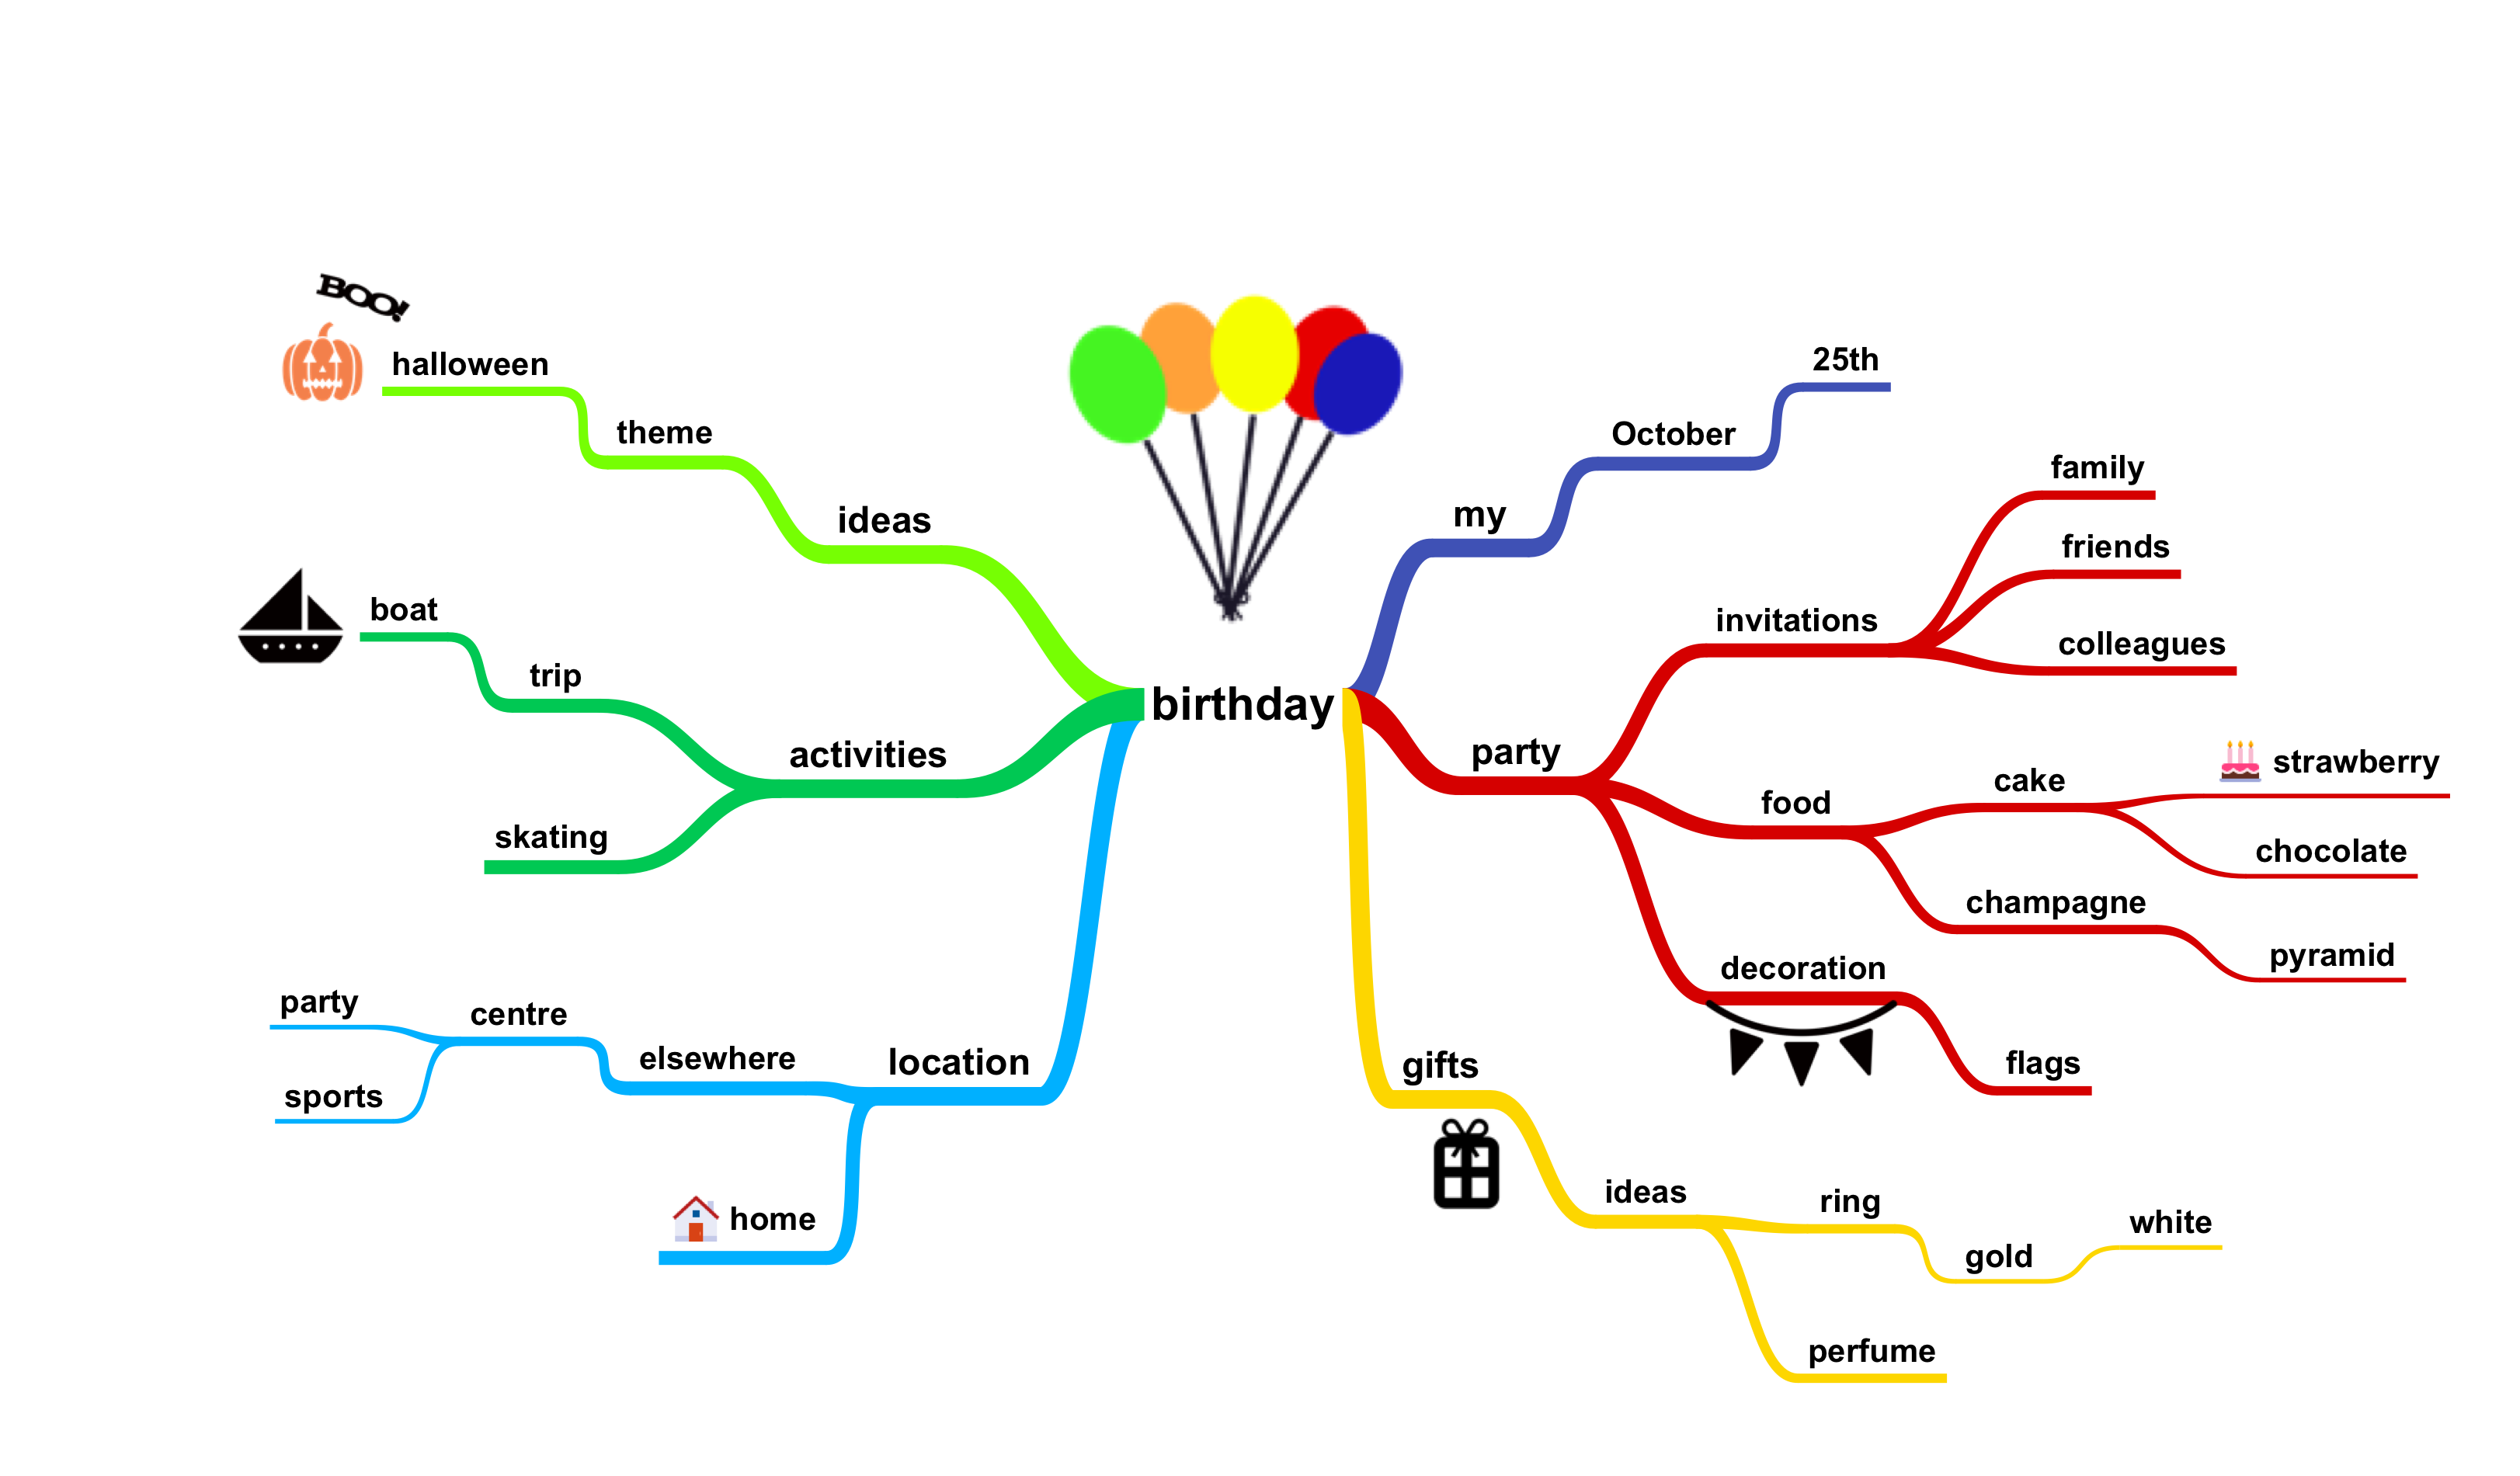 BOO!
halloween
theme
ideas
boat
trip
activities
skating
birthday
my
October
25th
party
invitations
family
friends
colleagues
food
cake
strawberry
chocolate
champagne
pyramid
decoration
flags
gifts
ideas
ring
gold
white
perfume
location
elsewhere
centre
party
sports
home